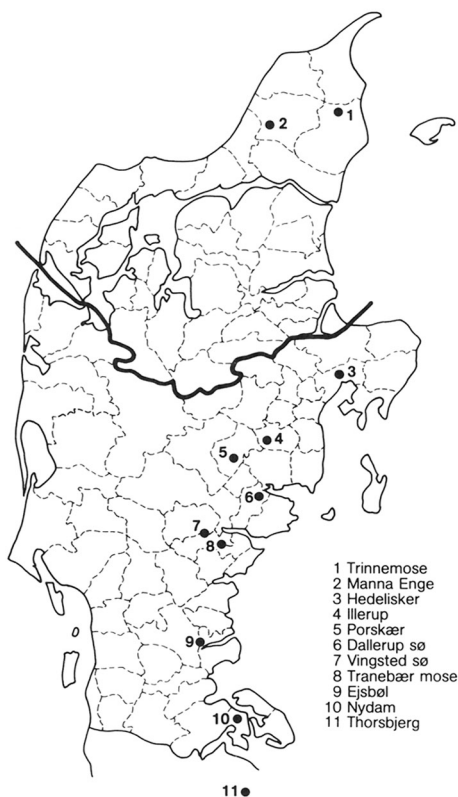 1
2
3
4
5
6
7
8
9
10
11
1 Trinnemose
2 Manna Enge
3 Hedelisker
4 Illerup
5 Porskær
6 Dallerup sø
7 Vingsted sø
8 Tranebær mose
9 Ejsbøl
10 Nydam
11 Thorsbjerg